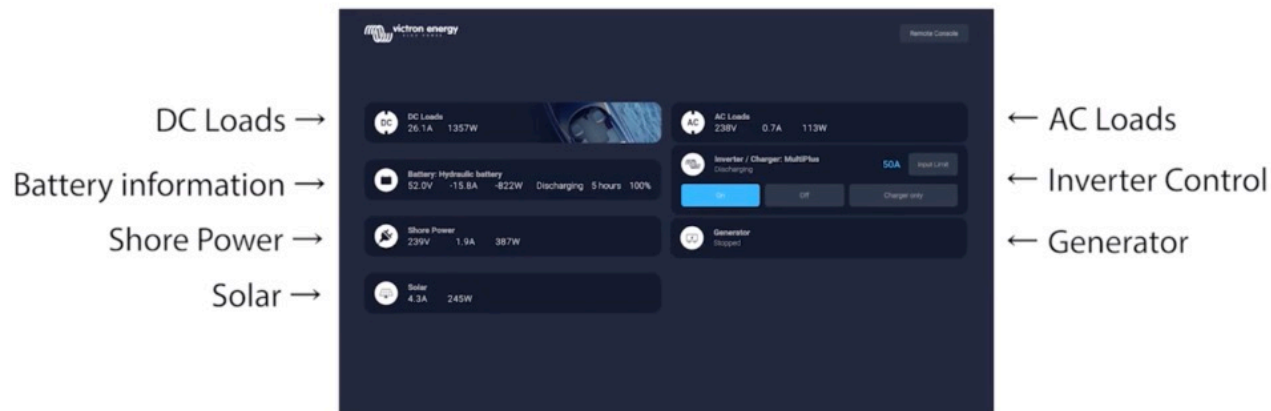 victron energy
BLUE POWER
Remote Console
DC Loads →
DC
DC Loads
26.1A 1357W
Battery information →
Battery: Hydraulic battery
52.0V -15.8A -822W Discharging 5 hours 100%
Shore Power →
Shore Power
239V 1.9A 387W
Solar →
Solar
4.3A 245W
AC
AC Loads
238V 0.7A 113W
← AC Loads
Inverter / Charger: MultiPlus
Discharging
50A Input Limit
On Off Charger only
← Inverter Control
Generator
Stopped
← Generator